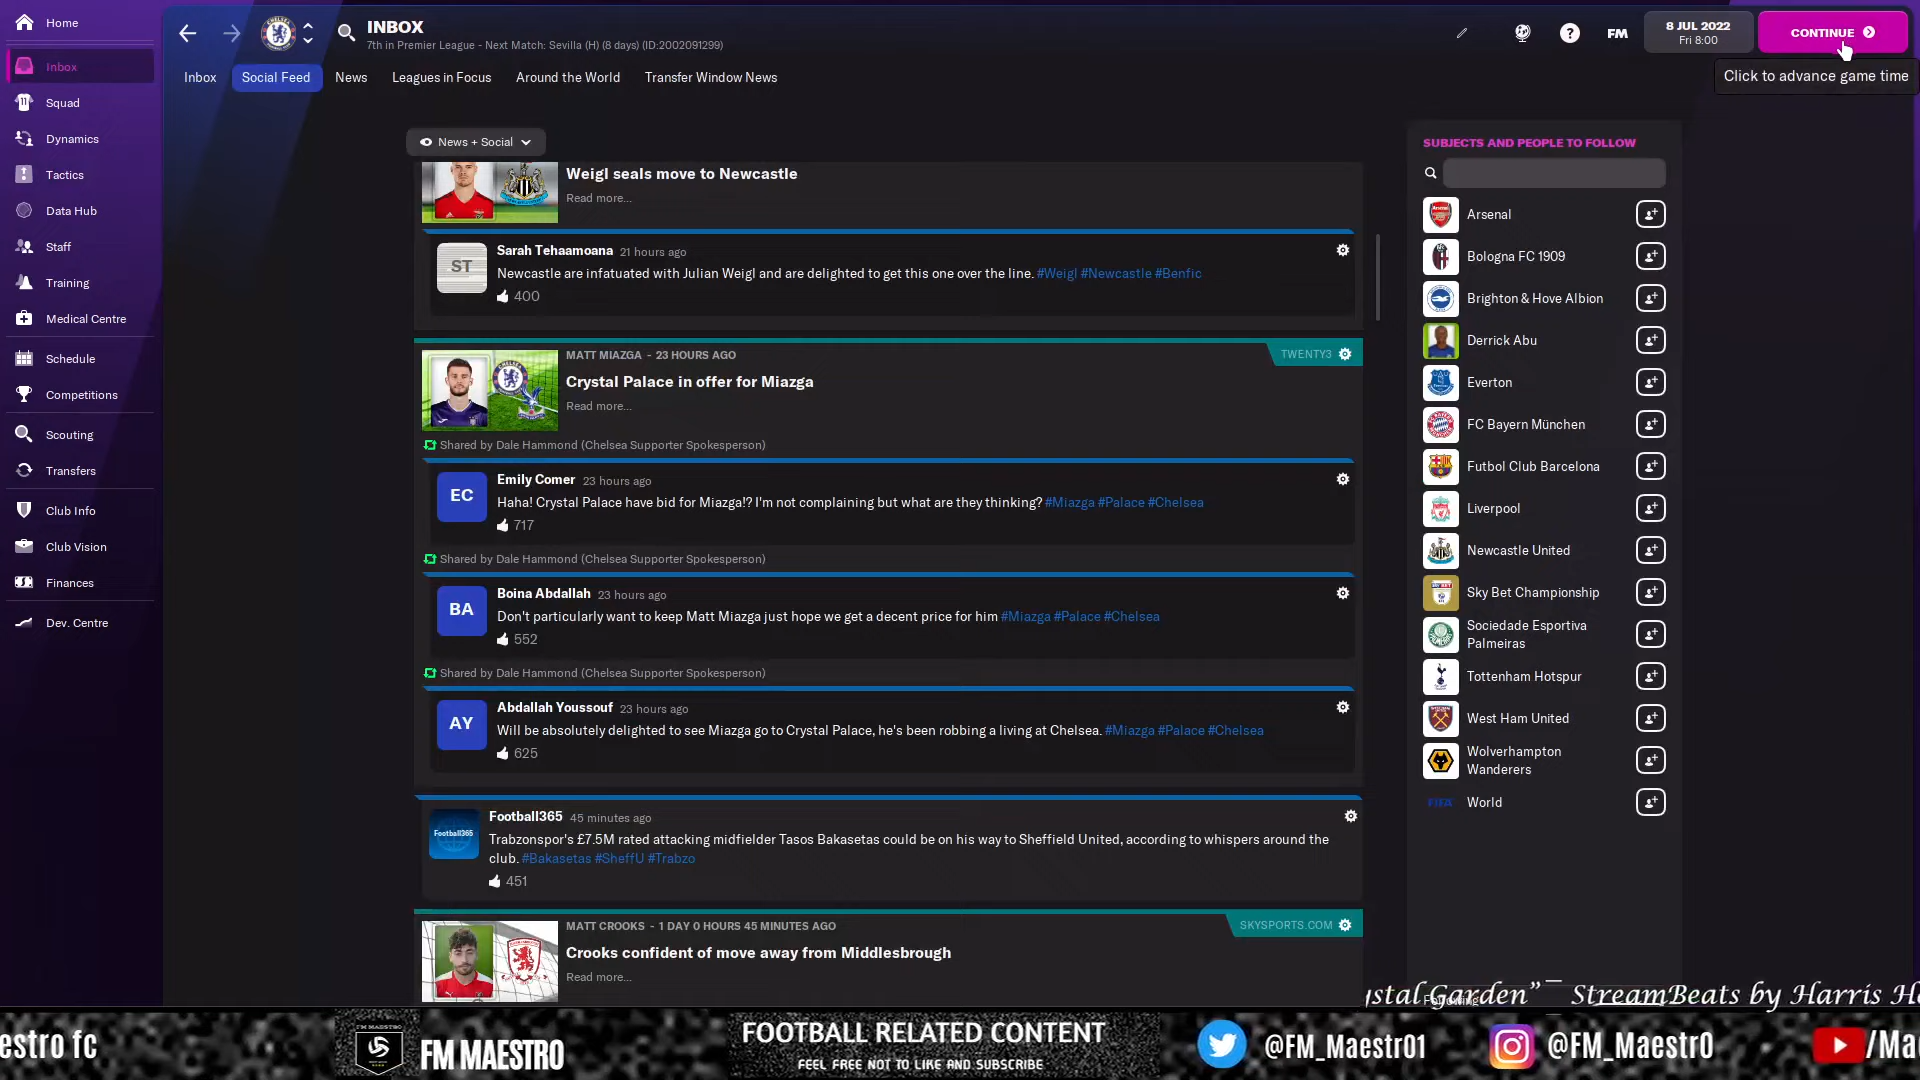 Home
Inbox
Squad
Dynamics
Tactics
Data Hub
Staff
Training
Medical Centre
Schedule
Competitions
Scouting
Transfers
Club Info
Club Vision
Finances
Dev. Centre
INBOX
7th in Premier League - Next Match: Sevilla (H) (8 days) (ID:2002091299)
FM
8 JUL 2022
Fri 8:00
CONTINUE
Click to advance game time
Inbox Social Feed News Leagues in Focus Around the World Transfer Window News
News + Social
Weigl seals move to Newcastle
Read more...
ST
Sarah Tehaamoana 21 hours ago
Newcastle are infatuated with Julian Weigl and are delighted to get this one over the line. #Weigl #Newcastle #Benfic
400
MATT MIAZGA - 23 HOURS AGO
TWENTY3
Crystal Palace in offer for Miazga
Read more...
Shared by Dale Hammond (Chelsea Supporter Spokesperson)
EC
Emily Comer 23 hours ago
Haha! Crystal Palace have bid for Miazga!? I'm not complaining but what are they thinking? #Miazga #Palace #Chelsea
717
Shared by Dale Hammond (Chelsea Supporter Spokesperson)
BA
Boina Abdallah 23 hours ago
Don't particularly want to keep Matt Miazga just hope we get a decent price for him #Miazga #Palace #Chelsea
552
Shared by Dale Hammond (Chelsea Supporter Spokesperson)
AY
Abdallah Youssouf 23 hours ago
Will be absolutely delighted to see Miazga go to Crystal Palace, he's been robbing a living at Chelsea. #Miazga #Palace #Chelsea
625
Football365
Football365 45 minutes ago
Trabzonspor's £7.5M rated attacking midfielder Tasos Bakasetas could be on his way to Sheffield United, according to whispers around the
club. #Bakasetas #SheffU #Trabzo
451
MATT CROOKS - 1 DAY 0 HOURS 45 MINUTES AGO
SKYSPORTS.COM
Crooks confident of move away from Middlesbrough
Read more...
SUBJECTS AND PEOPLE TO FOLLOW
Arsenal
Bologna FC 1909
Brighton & Hove Albion
Derrick Abu
Everton
FC Bayern München
Futbol Club Barcelona
Liverpool
Newcastle United
Sky Bet Championship
Sociedade Esportiva
Palmeiras
Tottenham Hotspur
West Ham United
Wolverhampton
Wanderers
FIFA
World
ystal Garden" – StreamBeats by Harris H
estro fc
FM MAESTRO
FM MAESTRO
FOOTBALL RELATED CONTENT
FEEL FREE NOT TO LIKE AND SUBSCRIBE
@FM_Maestr01
@FM_Maestr0
/Ma